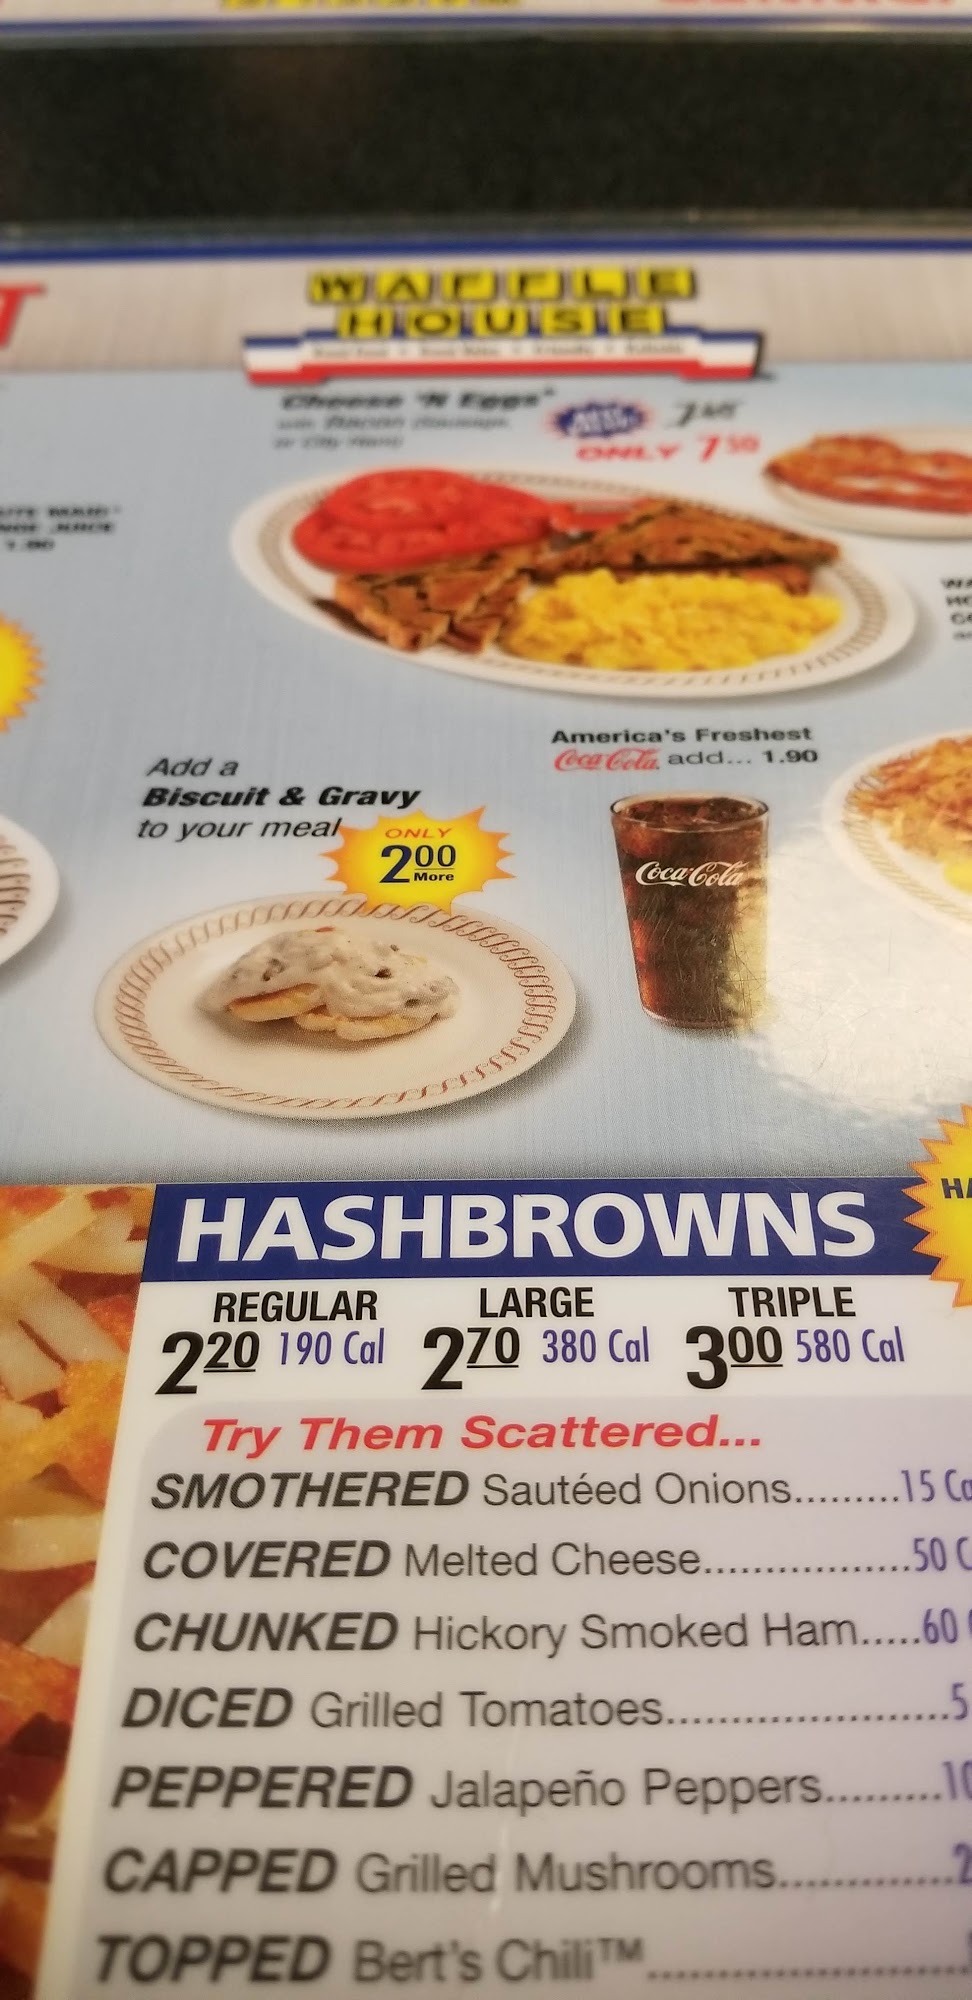 WAFFLE
HOUSE
Cheese 'N Eggs
ONLY 7 50
Add a
Biscuit & Gravy
to your meal
ONLY
2 00
More
America's Freshest
Coca-Cola add... 1.90
Coca-Cola
HASHBROWNS
REGULAR LARGE TRIPLE
2 20 190 Cal 2 70 380 Cal 3 00 580 Cal
Try Them Scattered...
SMOTHERED Sautéed Onions.........15
COVERED Melted Cheese..................50
CHUNKED Hickory Smoked Ham.....60
DICED Grilled Tomatoes........................5
PEPPERED Jalapeño Peppers.........
CAPPED Grilled Mushrooms..............
TOPPED Bert's Chili™............................